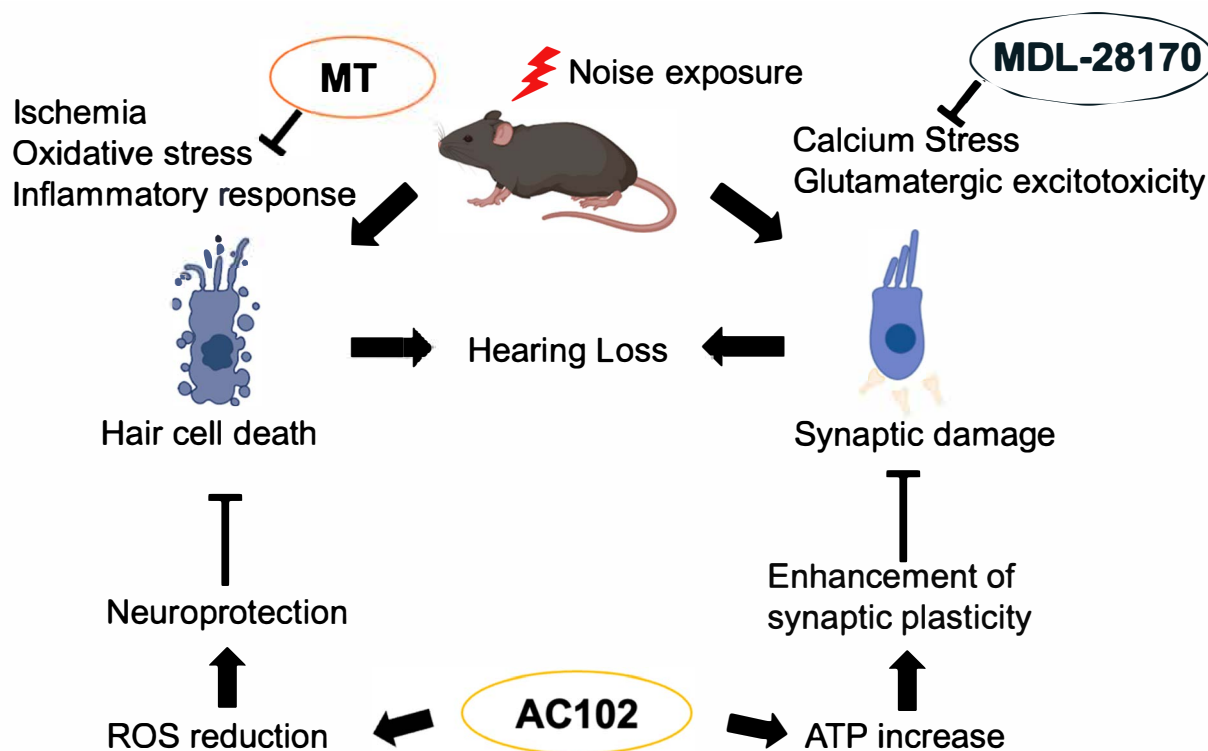 MT
Noise exposure
MDL-28170
Ischemia
Oxidative stress
Inflammatory response
Calcium Stress
Glutamatergic excitotoxicity
Hearing Loss
Hair cell death
Synaptic damage
Neuroprotection
Enhancement of
synaptic plasticity
ROS reduction
AC102
ATP increase